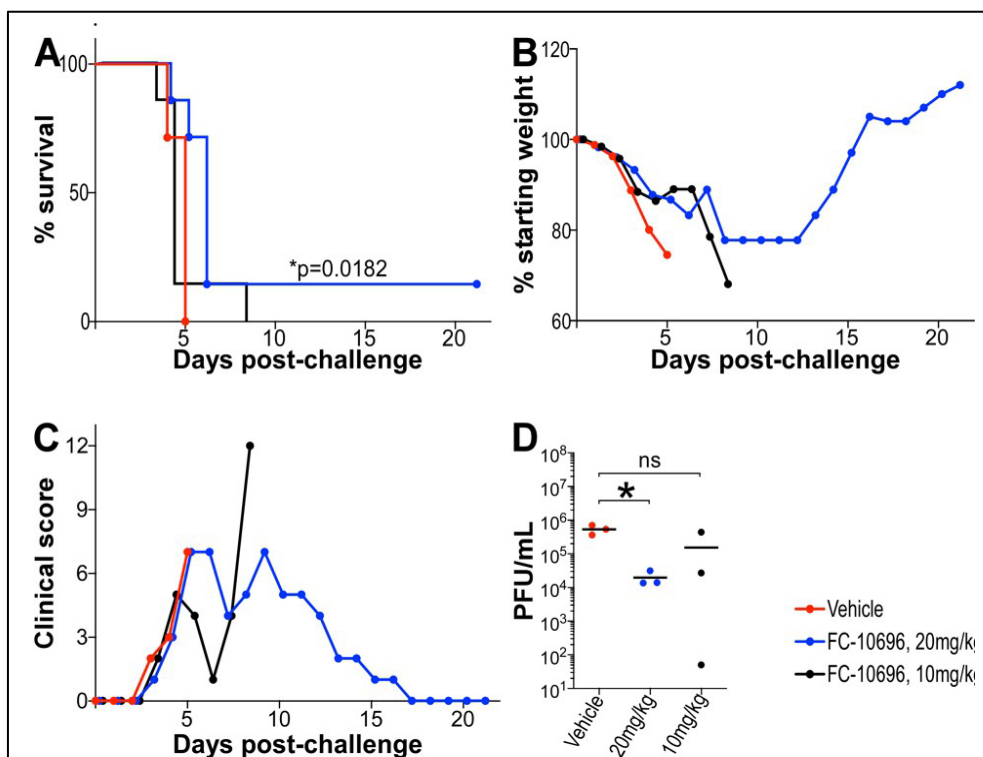 A
% survival
100
50
0
*p=0.0182
5 10 15 20
Days post-challenge
B
% starting weight
120
100
80
60
5 10 15 20
Days post-challenge
C
Clinical score
12
9
6
3
0
5 10 15 20
Days post-challenge
D
PFU/mL
10^8
10^7
10^6
10^5
10^4
10^3
10^2
10^1
ns
*
Vehicle
20mg/kg
10mg/kg
Vehicle
FC-10696, 20mg/kg
FC-10696, 10mg/kg